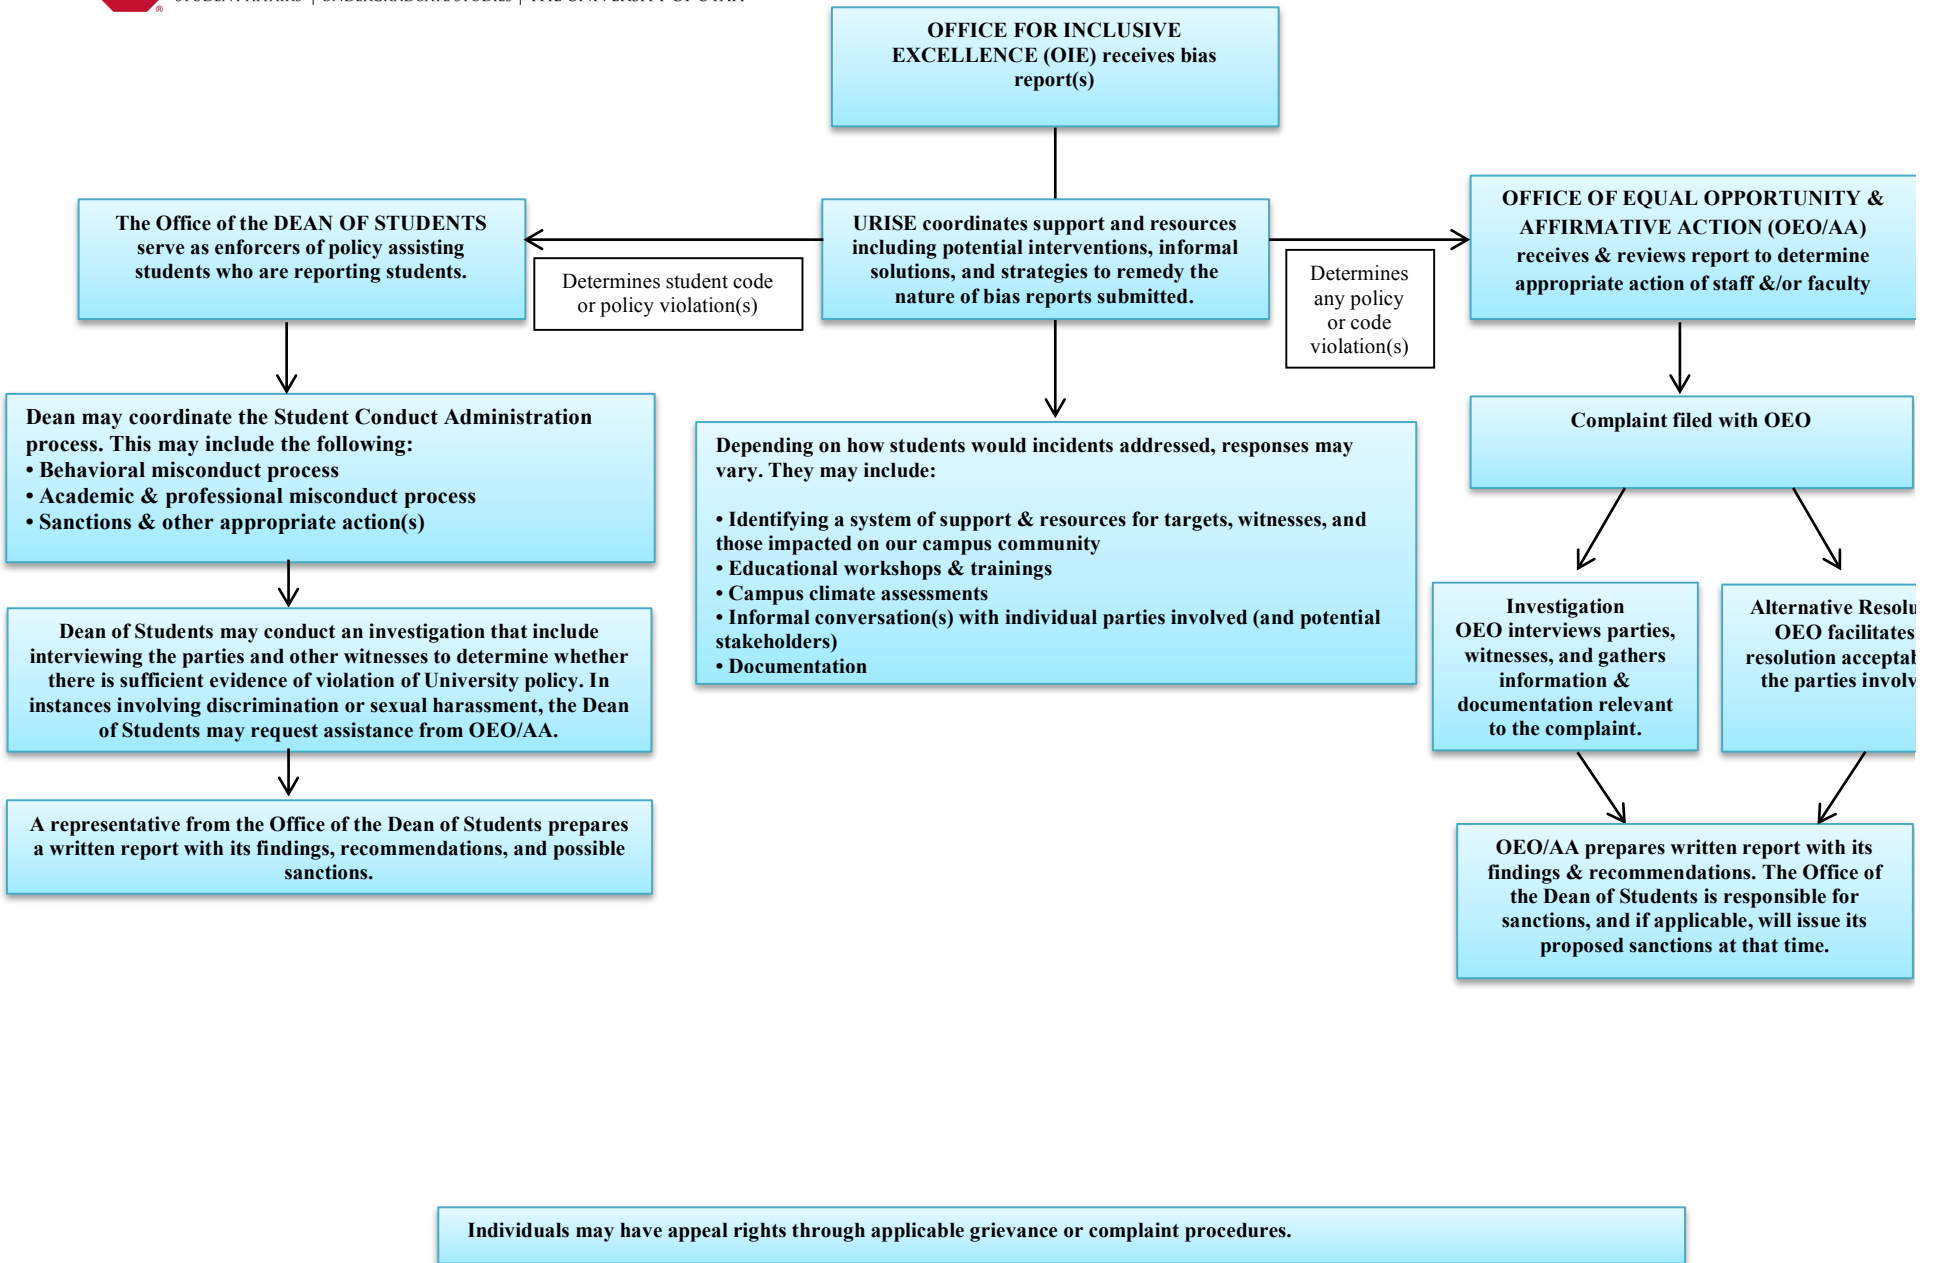 STUDENT AFFAIRS | UNDERGRADUATE STUDIES | THE UNIVERSITY OF UTAH
OFFICE FOR INCLUSIVE
EXCELLENCE (OIE) receives bias
report(s)
The Office of the DEAN OF STUDENTS
serve as enforcers of policy assisting
students who are reporting students.
Determines student code
or policy violation(s)
URISE coordinates support and resources
including potential interventions, informal
solutions, and strategies to remedy the
nature of bias reports submitted.
Determines
any policy
or code
violation(s)
OFFICE OF EQUAL OPPORTUNITY &
AFFIRMATIVE ACTION (OEO/AA)
receives & reviews report to determine
appropriate action of staff &/or faculty
Dean may coordinate the Student Conduct Administration
process. This may include the following:
• Behavioral misconduct process
• Academic & professional misconduct process
• Sanctions & other appropriate action(s)
Depending on how students would incidents addressed, responses may
vary. They may include:
• Identifying a system of support & resources for targets, witnesses, and
those impacted on our campus community
• Educational workshops & trainings
• Campus climate assessments
• Informal conversation(s) with individual parties involved (and potential
stakeholders)
• Documentation
Complaint filed with OEO
Dean of Students may conduct an investigation that include
interviewing the parties and other witnesses to determine whether
there is sufficient evidence of violation of University policy. In
instances involving discrimination or sexual harassment, the Dean
of Students may request assistance from OEO/AA.
Investigation
OEO interviews parties,
witnesses, and gathers
information &
documentation relevant
to the complaint.
Alternative Resolu
OEO facilitates
resolution acceptab
the parties involv
A representative from the Office of the Dean of Students prepares
a written report with its findings, recommendations, and possible
sanctions.
OEO/AA prepares written report with its
findings & recommendations. The Office of
the Dean of Students is responsible for
sanctions, and if applicable, will issue its
proposed sanctions at that time.
Individuals may have appeal rights through applicable grievance or complaint procedures.